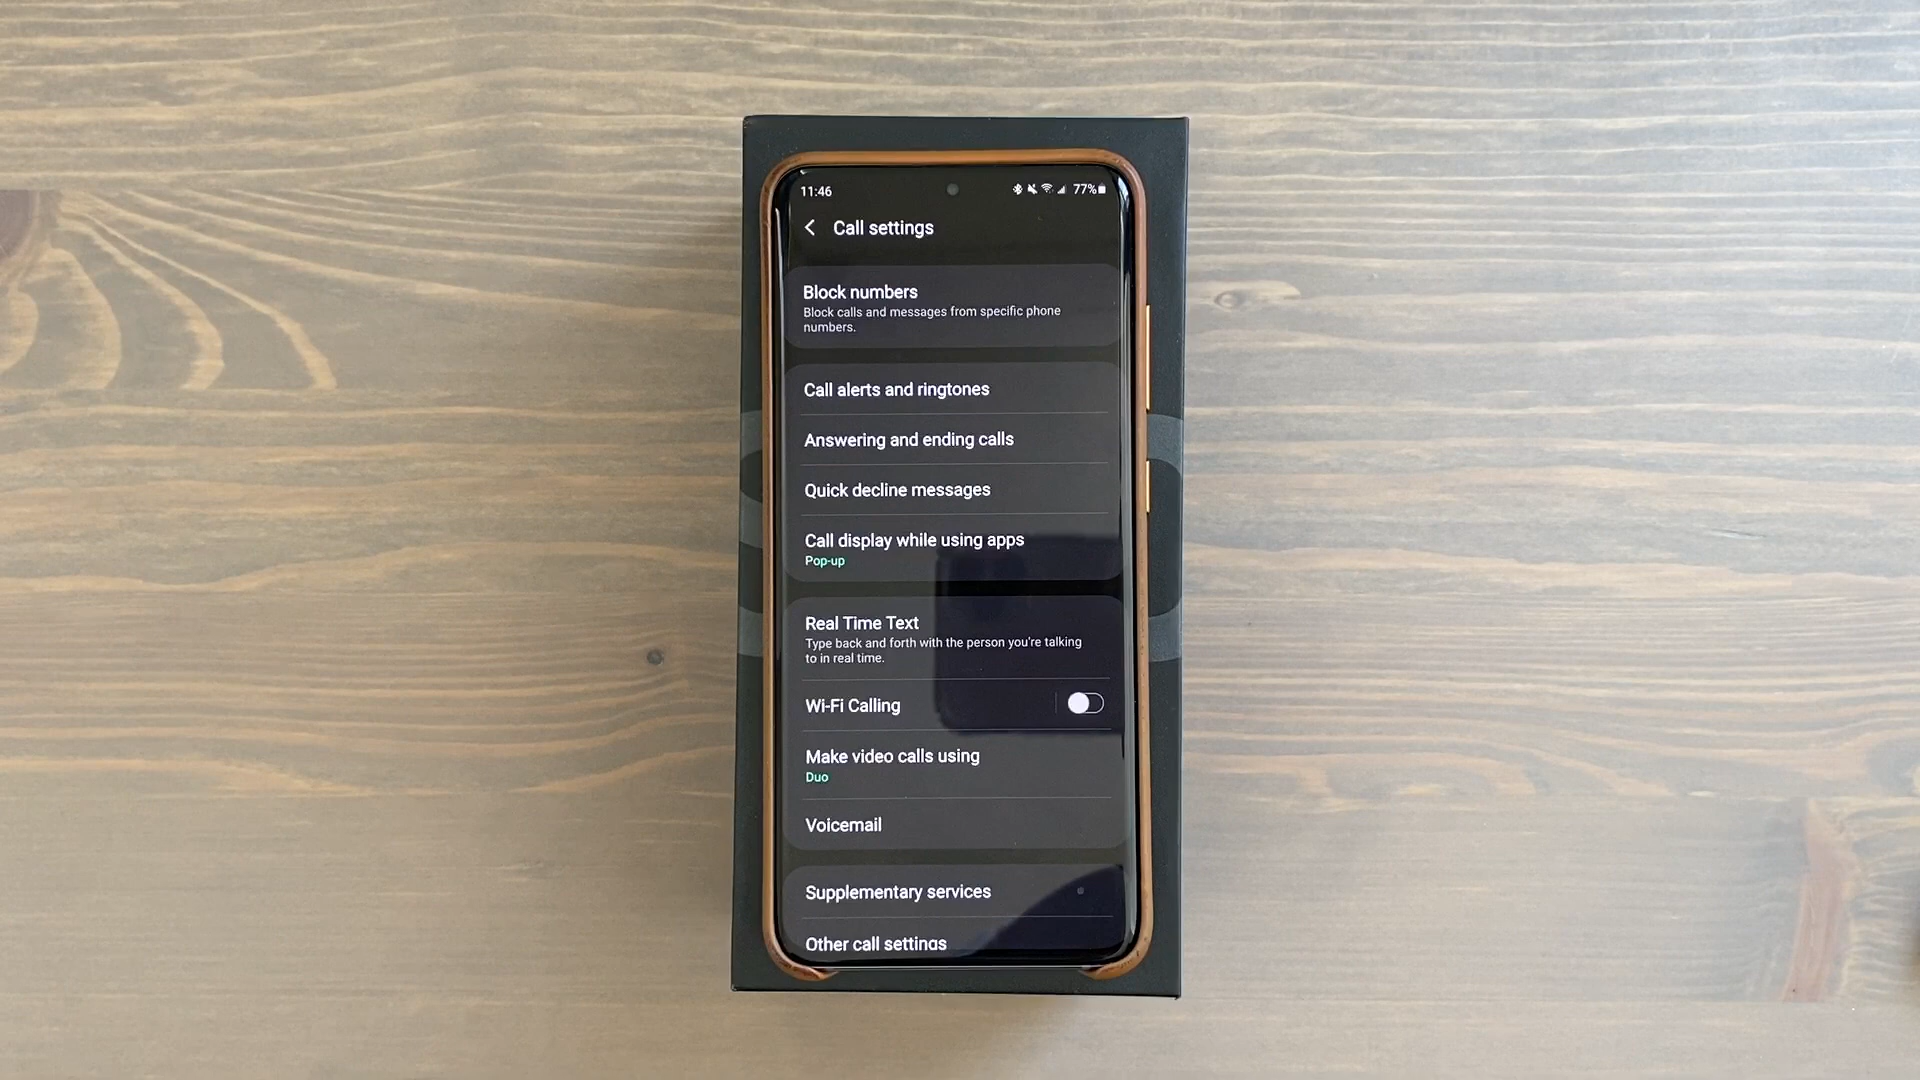 11:46
77%
Call settings
Block numbers
Block calls and messages from specific phone
numbers.
Call alerts and ringtones
Answering and ending calls
Quick decline messages
Call display while using apps
Pop-up
Real Time Text
Type back and forth with the person you're talking
to in real time.
Wi-Fi Calling
Make video calls using
Duo
Voicemail
Supplementary services
Other call settings